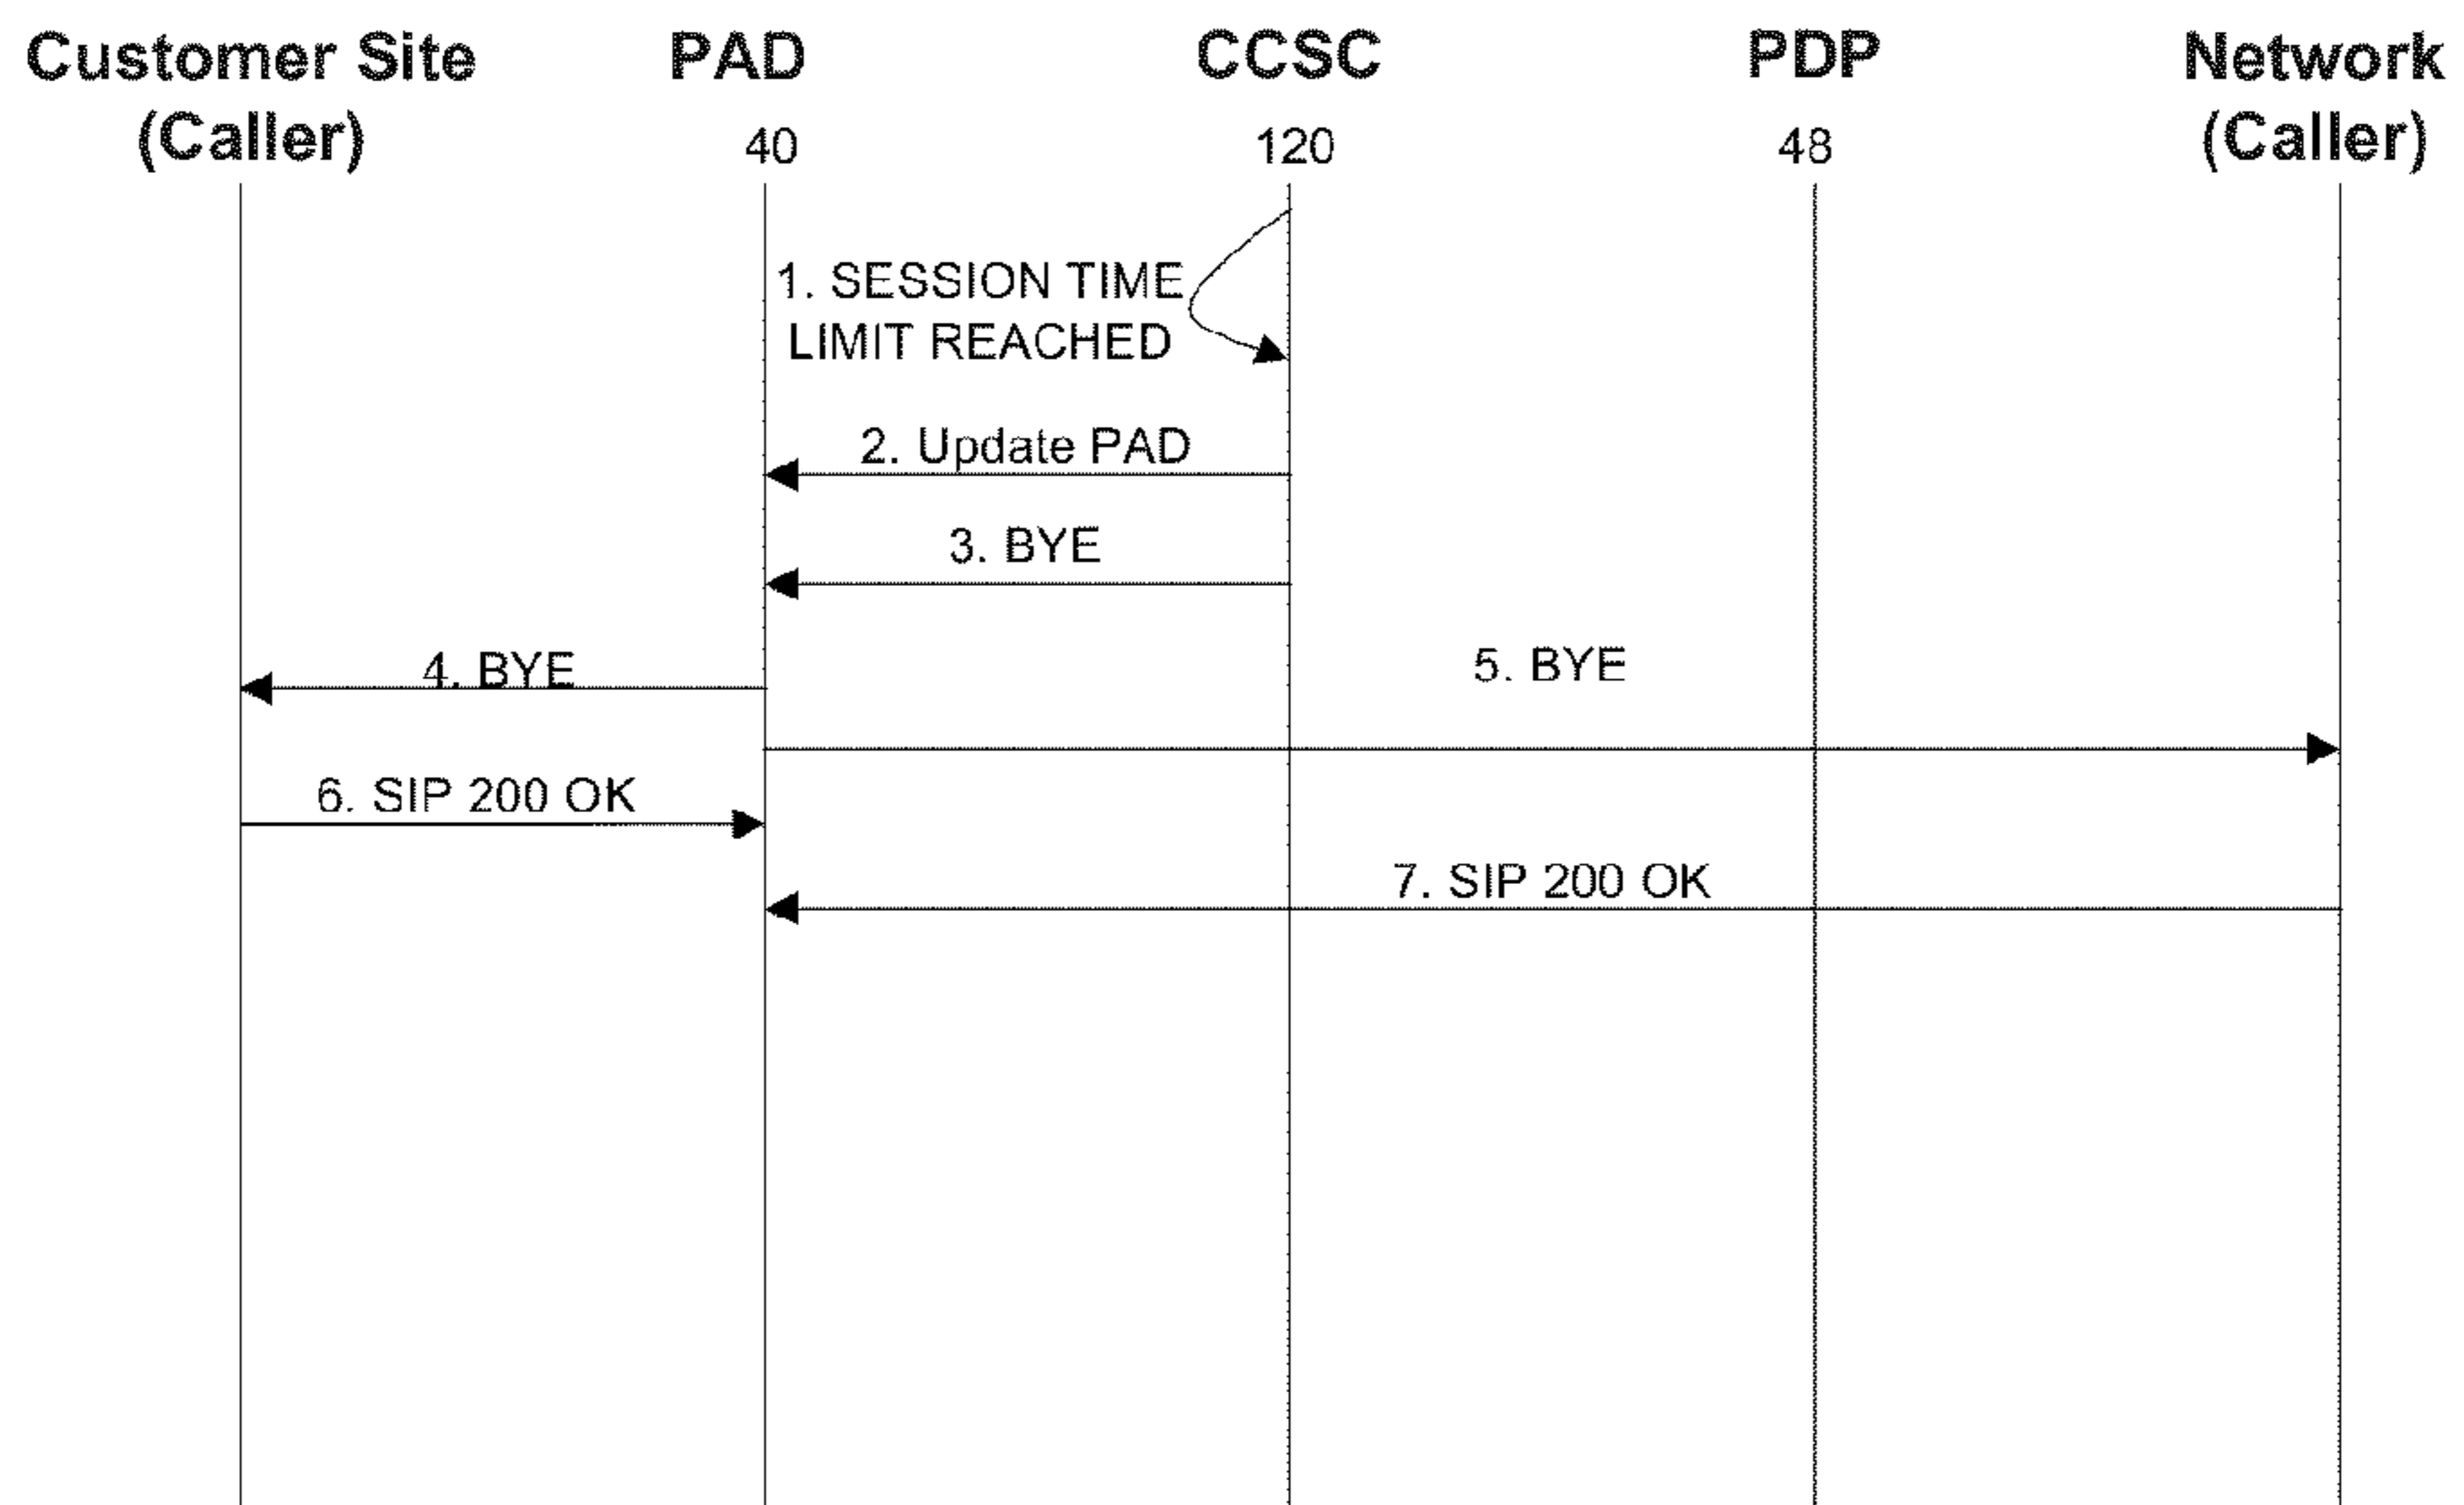 Customer Site PAD CCSC PDP Network
(Caller) 40 120 48 (Caller)
1. SESSION TIME
LIMIT REACHED
2. Update PAD
3. BYE
4. BYE
5. BYE
6. SIP 200 OK
7. SIP 200 OK